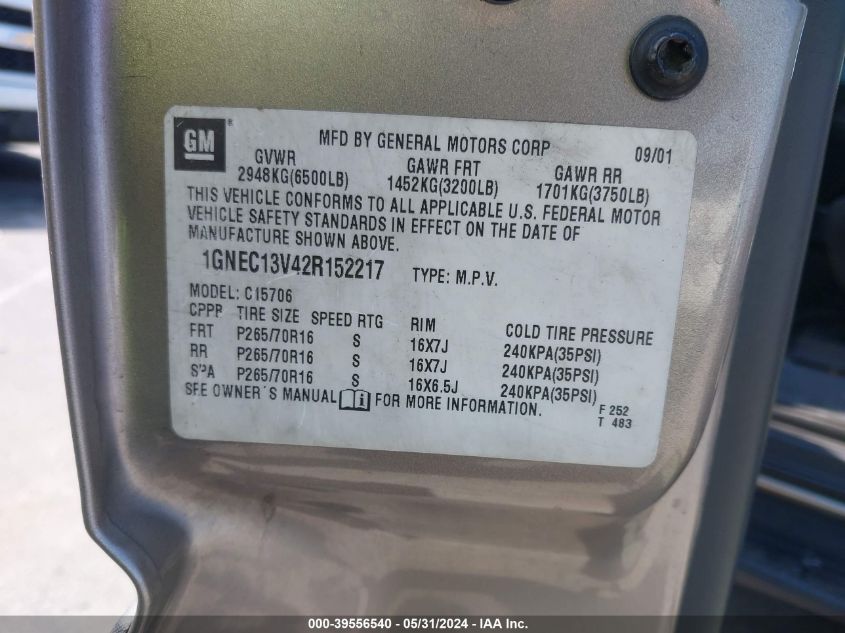 GM ® MFD BY GENERAL MOTORS CORP 09/01
GVWR GAWR FRT GAWR RR
2948KG(6500LB) 1452KG(3200LB) 1701KG(3750LB)
THIS VEHICLE CONFORMS TO ALL APPLICABLE U.S. FEDERAL MOTOR
VEHICLE SAFETY STANDARDS IN EFFECT ON THE DATE OF
MANUFACTURE SHOWN ABOVE.
1GNEC13V42R152217 TYPE: M.P.V.
MODEL: C15706
CPPP TIRE SIZE SPEED RTG RIM COLD TIRE PRESSURE
FRT P265/70R16 S 16X7J 240KPA(35PSI)
RR P265/70R16 S 16X7J 240KPA(35PSI)
SPA P265/70R16 S 16X6.5J 240KPA(35PSI)
SEE OWNER'S MANUAL i FOR MORE INFORMATION.
F 252
T 483
000-39556540 - 05/31/2024 - IAA Inc.